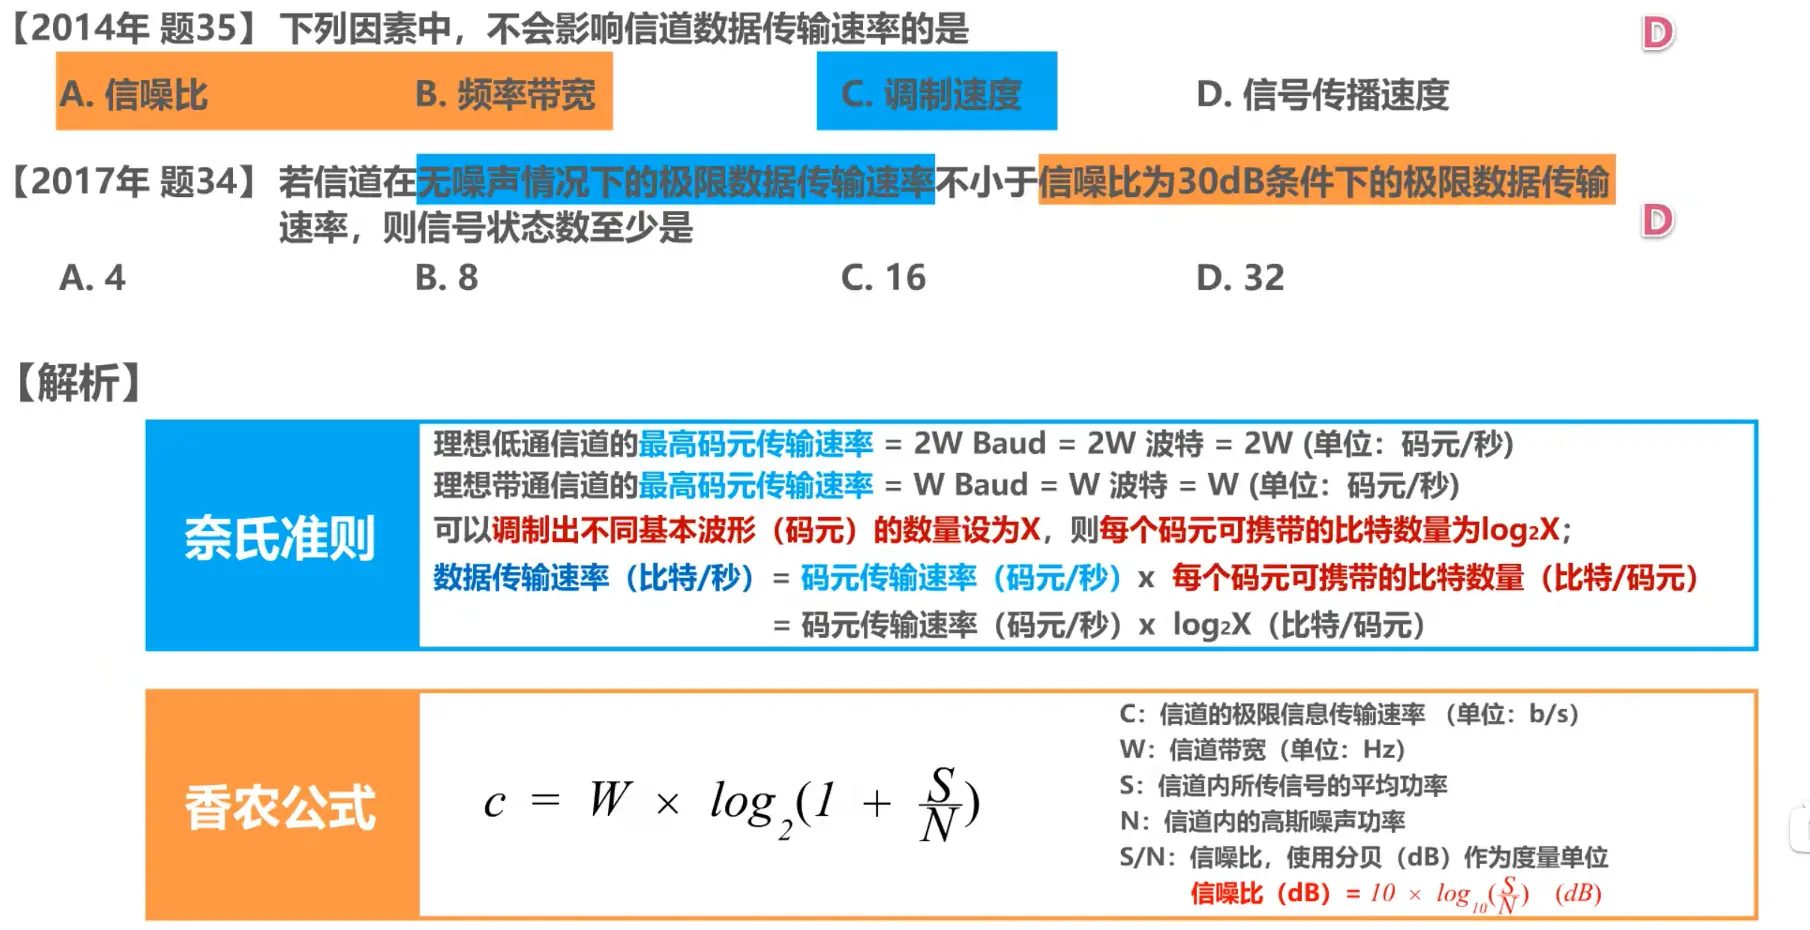 【2014年 题35】 下列因素中，不会影响信道数据传输速率的是 D
A. 信噪比 B. 频率带宽 C. 调制速度 D. 信号传播速度
【2017年 题34】 若信道在无噪声情况下的极限数据传输速率不小于信噪比为30dB条件下的极限数据传输
速率，则信号状态数至少是 D
A. 4 B. 8 C. 16 D. 32
【解析】
奈氏准则
理想低通信道的最高码元传输速率 = 2W Baud = 2W 波特 = 2W (单位：码元/秒)
理想带通信道的最高码元传输速率 = W Baud = W 波特 = W (单位：码元/秒)
可以调制出不同基本波形（码元）的数量设为X，则每个码元可携带的比特数量为log₂X；
数据传输速率（比特/秒） = 码元传输速率（码元/秒） x 每个码元可携带的比特数量（比特/码元）
= 码元传输速率（码元/秒） x log₂X（比特/码元）
香农公式
c = W × log₂(1 + S/N)
C：信道的极限信息传输速率 （单位：b/s）
W：信道带宽（单位：Hz）
S：信道内所传信号的平均功率
N：信道内的高斯噪声功率
S/N：信噪比，使用分贝（dB）作为度量单位
信噪比（dB）= 10 × log₁₀(S/N) (dB)